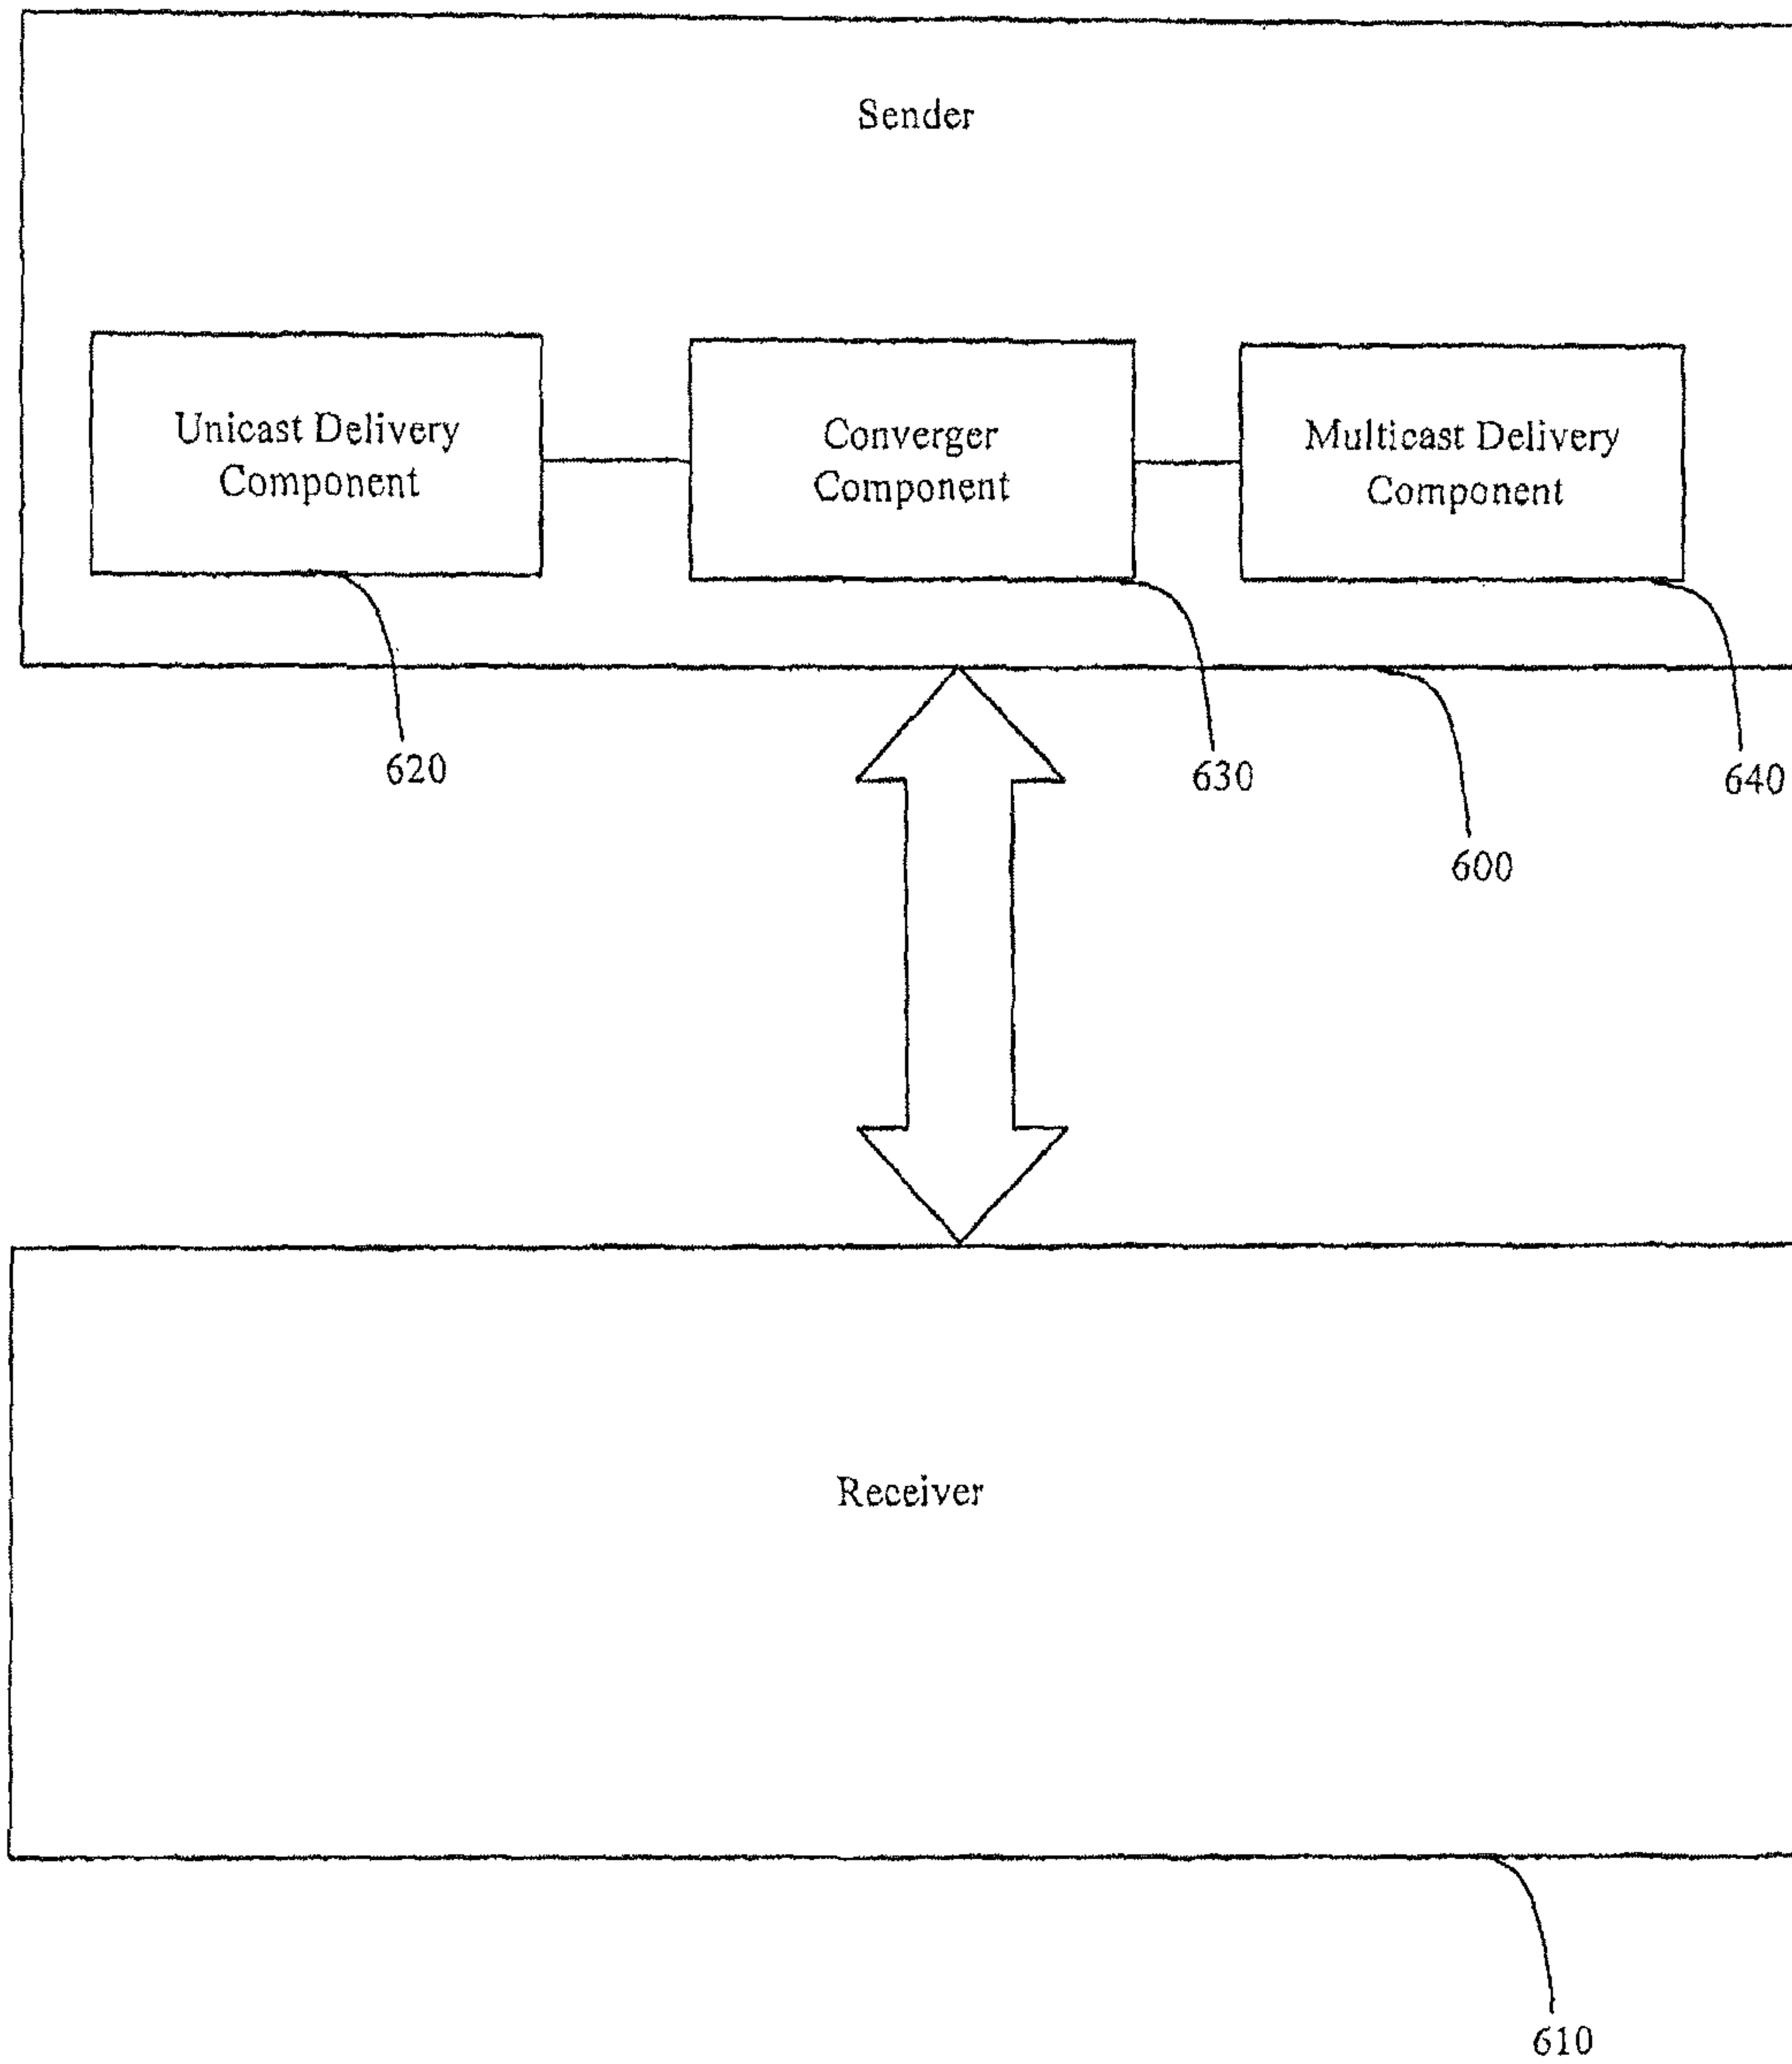 Sender
Unicast Delivery
Component
Converger
Component
Multicast Delivery
Component
620
630
640
600
Receiver
610